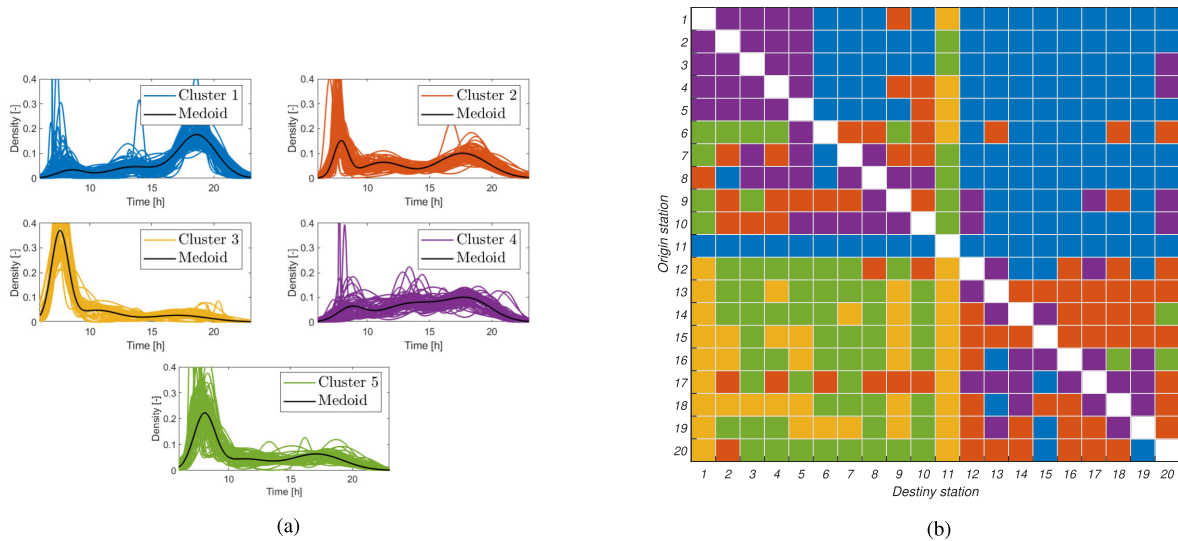 0.4
0.3
0.2
0.1
0
Density [-]
10
15
20
Time [h]
Cluster 1
Medoid
0.4
0.3
0.2
0.1
0
Density [-]
10
15
20
Time [h]
Cluster 2
Medoid
0.4
0.3
0.2
0.1
0
Density [-]
10
15
20
Time [h]
Cluster 3
Medoid
0.4
0.3
0.2
0.1
0
Density [-]
10
15
20
Time [h]
Cluster 4
Medoid
0.4
0.3
0.2
0.1
0
Density [-]
10
15
20
Time [h]
Cluster 5
Medoid
(a)
Origin station
1
2
3
4
5
6
7
8
9
10
11
12
13
14
15
16
17
18
19
20
1 2 3 4 5 6 7 8 9 10 11 12 13 14 15 16 17 18 19 20
Destiny station
(b)